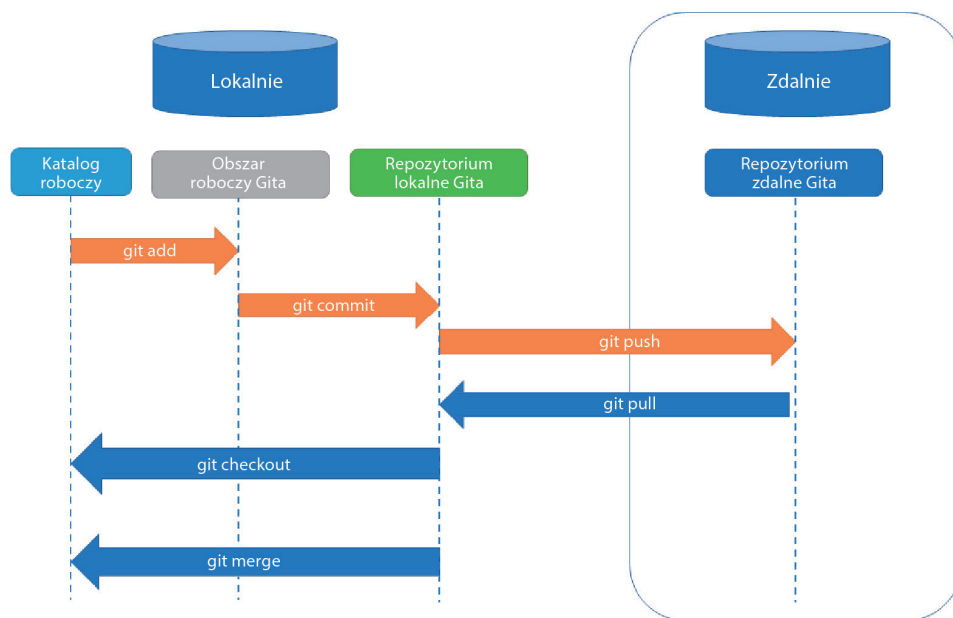 Lokalnie
Zdalnie
Katalog
roboczy
Obszar
roboczy Gita
Repozytorium
lokalne Gita
Repozytorium
zdalne Gita
git add
git commit
git push
git pull
git checkout
git merge